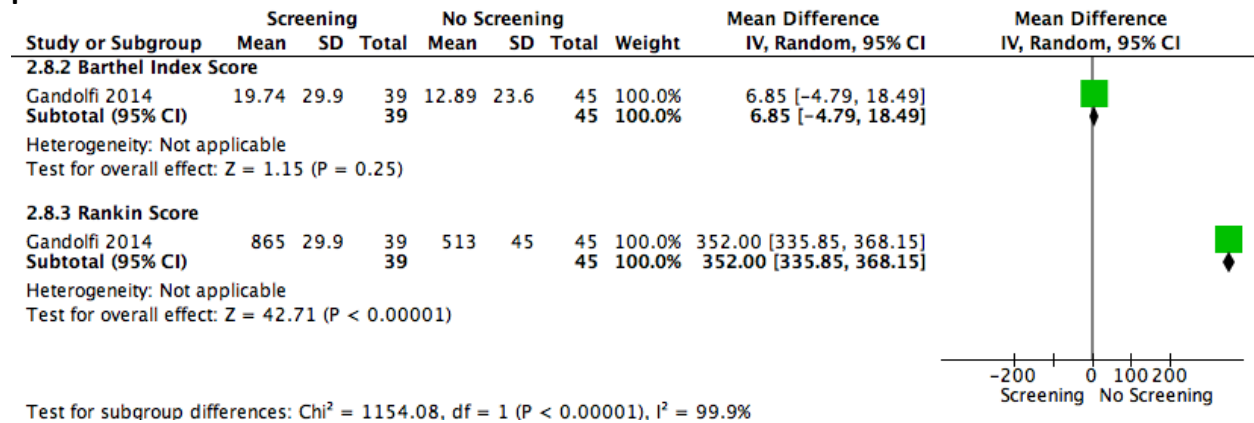 Screening No Screening Mean Difference Mean Difference
Study or Subgroup Mean SD Total Mean SD Total Weight IV, Random, 95% CI IV, Random, 95% CI
2.8.2 Barthel Index Score
Gandolfi 2014 19.74 29.9 39 12.89 23.6 45 100.0% 6.85 [-4.79, 18.49]
Subtotal (95% CI) 39 45 100.0% 6.85 [-4.79, 18.49]
Heterogeneity: Not applicable
Test for overall effect: Z = 1.15 (P = 0.25)
2.8.3 Rankin Score
Gandolfi 2014 865 29.9 39 513 45 45 100.0% 352.00 [335.85, 368.15]
Subtotal (95% CI) 39 45 100.0% 352.00 [335.85, 368.15]
Heterogeneity: Not applicable
Test for overall effect: Z = 42.71 (P < 0.00001)
-200 0 100 200
Screening No Screening
Test for subgroup differences: Chi² = 1154.08, df = 1 (P < 0.00001), I² = 99.9%